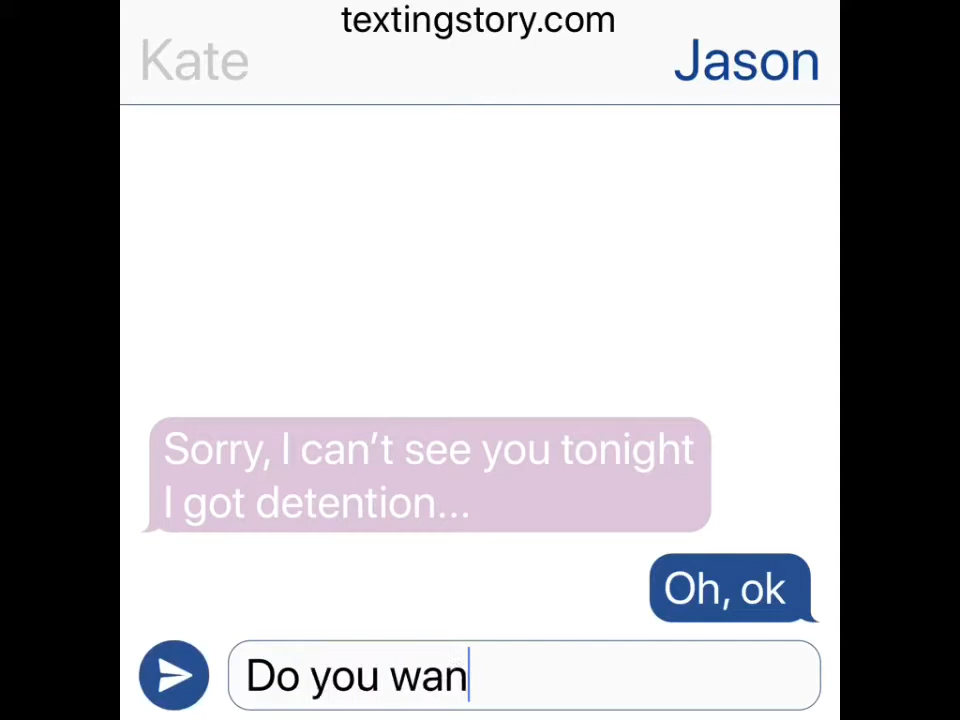 textingstory.com
Kate
Jason
Sorry, I can’t see you tonight
I got detention...
Oh, ok
Do you wan